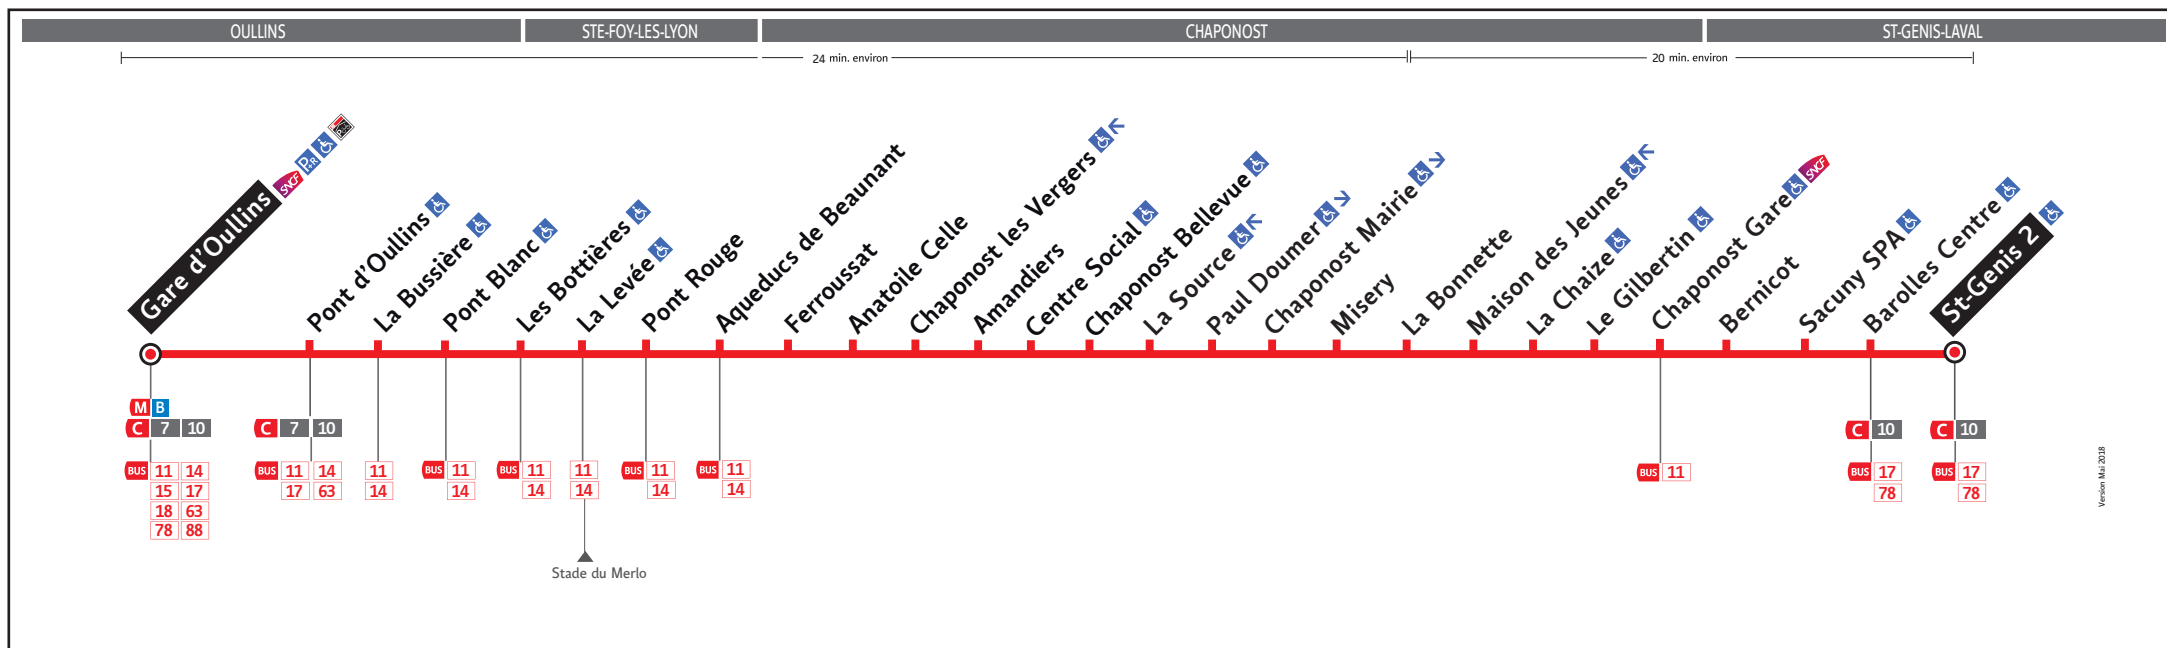 OULLINS
STE-FOY-LES-LYON
CHAPONOST
ST-GENIS-LAVAL
24 min. environ
20 min. environ
Gare d'Oullins SNCF P+R
Pont d'Oullins
La Bussière
Pont Blanc
Les Bottières
La Levée
Pont Rouge
Aqueducs de Beaunant
Ferroussat
Anatoile Celle
Chaponost les Vergers
Amandiers
Centre Social
Chaponost Bellevue
La Source
Paul Doumer
Chaponost Mairie
Misery
La Bonnette
Maison des Jeunes
La Chaize
Le Gilbertin
Chaponost Gare SNCF
Bernicot
Sacuny SPA
Barolles Centre
St-Genis 2
M B
C 7 10
BUS 11 14
15 17
18 63
78 88
C 7 10
BUS 11 14
17 63
11
14
BUS 11
14
BUS 11
14
11
14
Stade du Merlo
BUS 11
14
BUS 11
14
BUS 11
C 10
BUS 17
78
C 10
BUS 17
78
Version Mai 2018